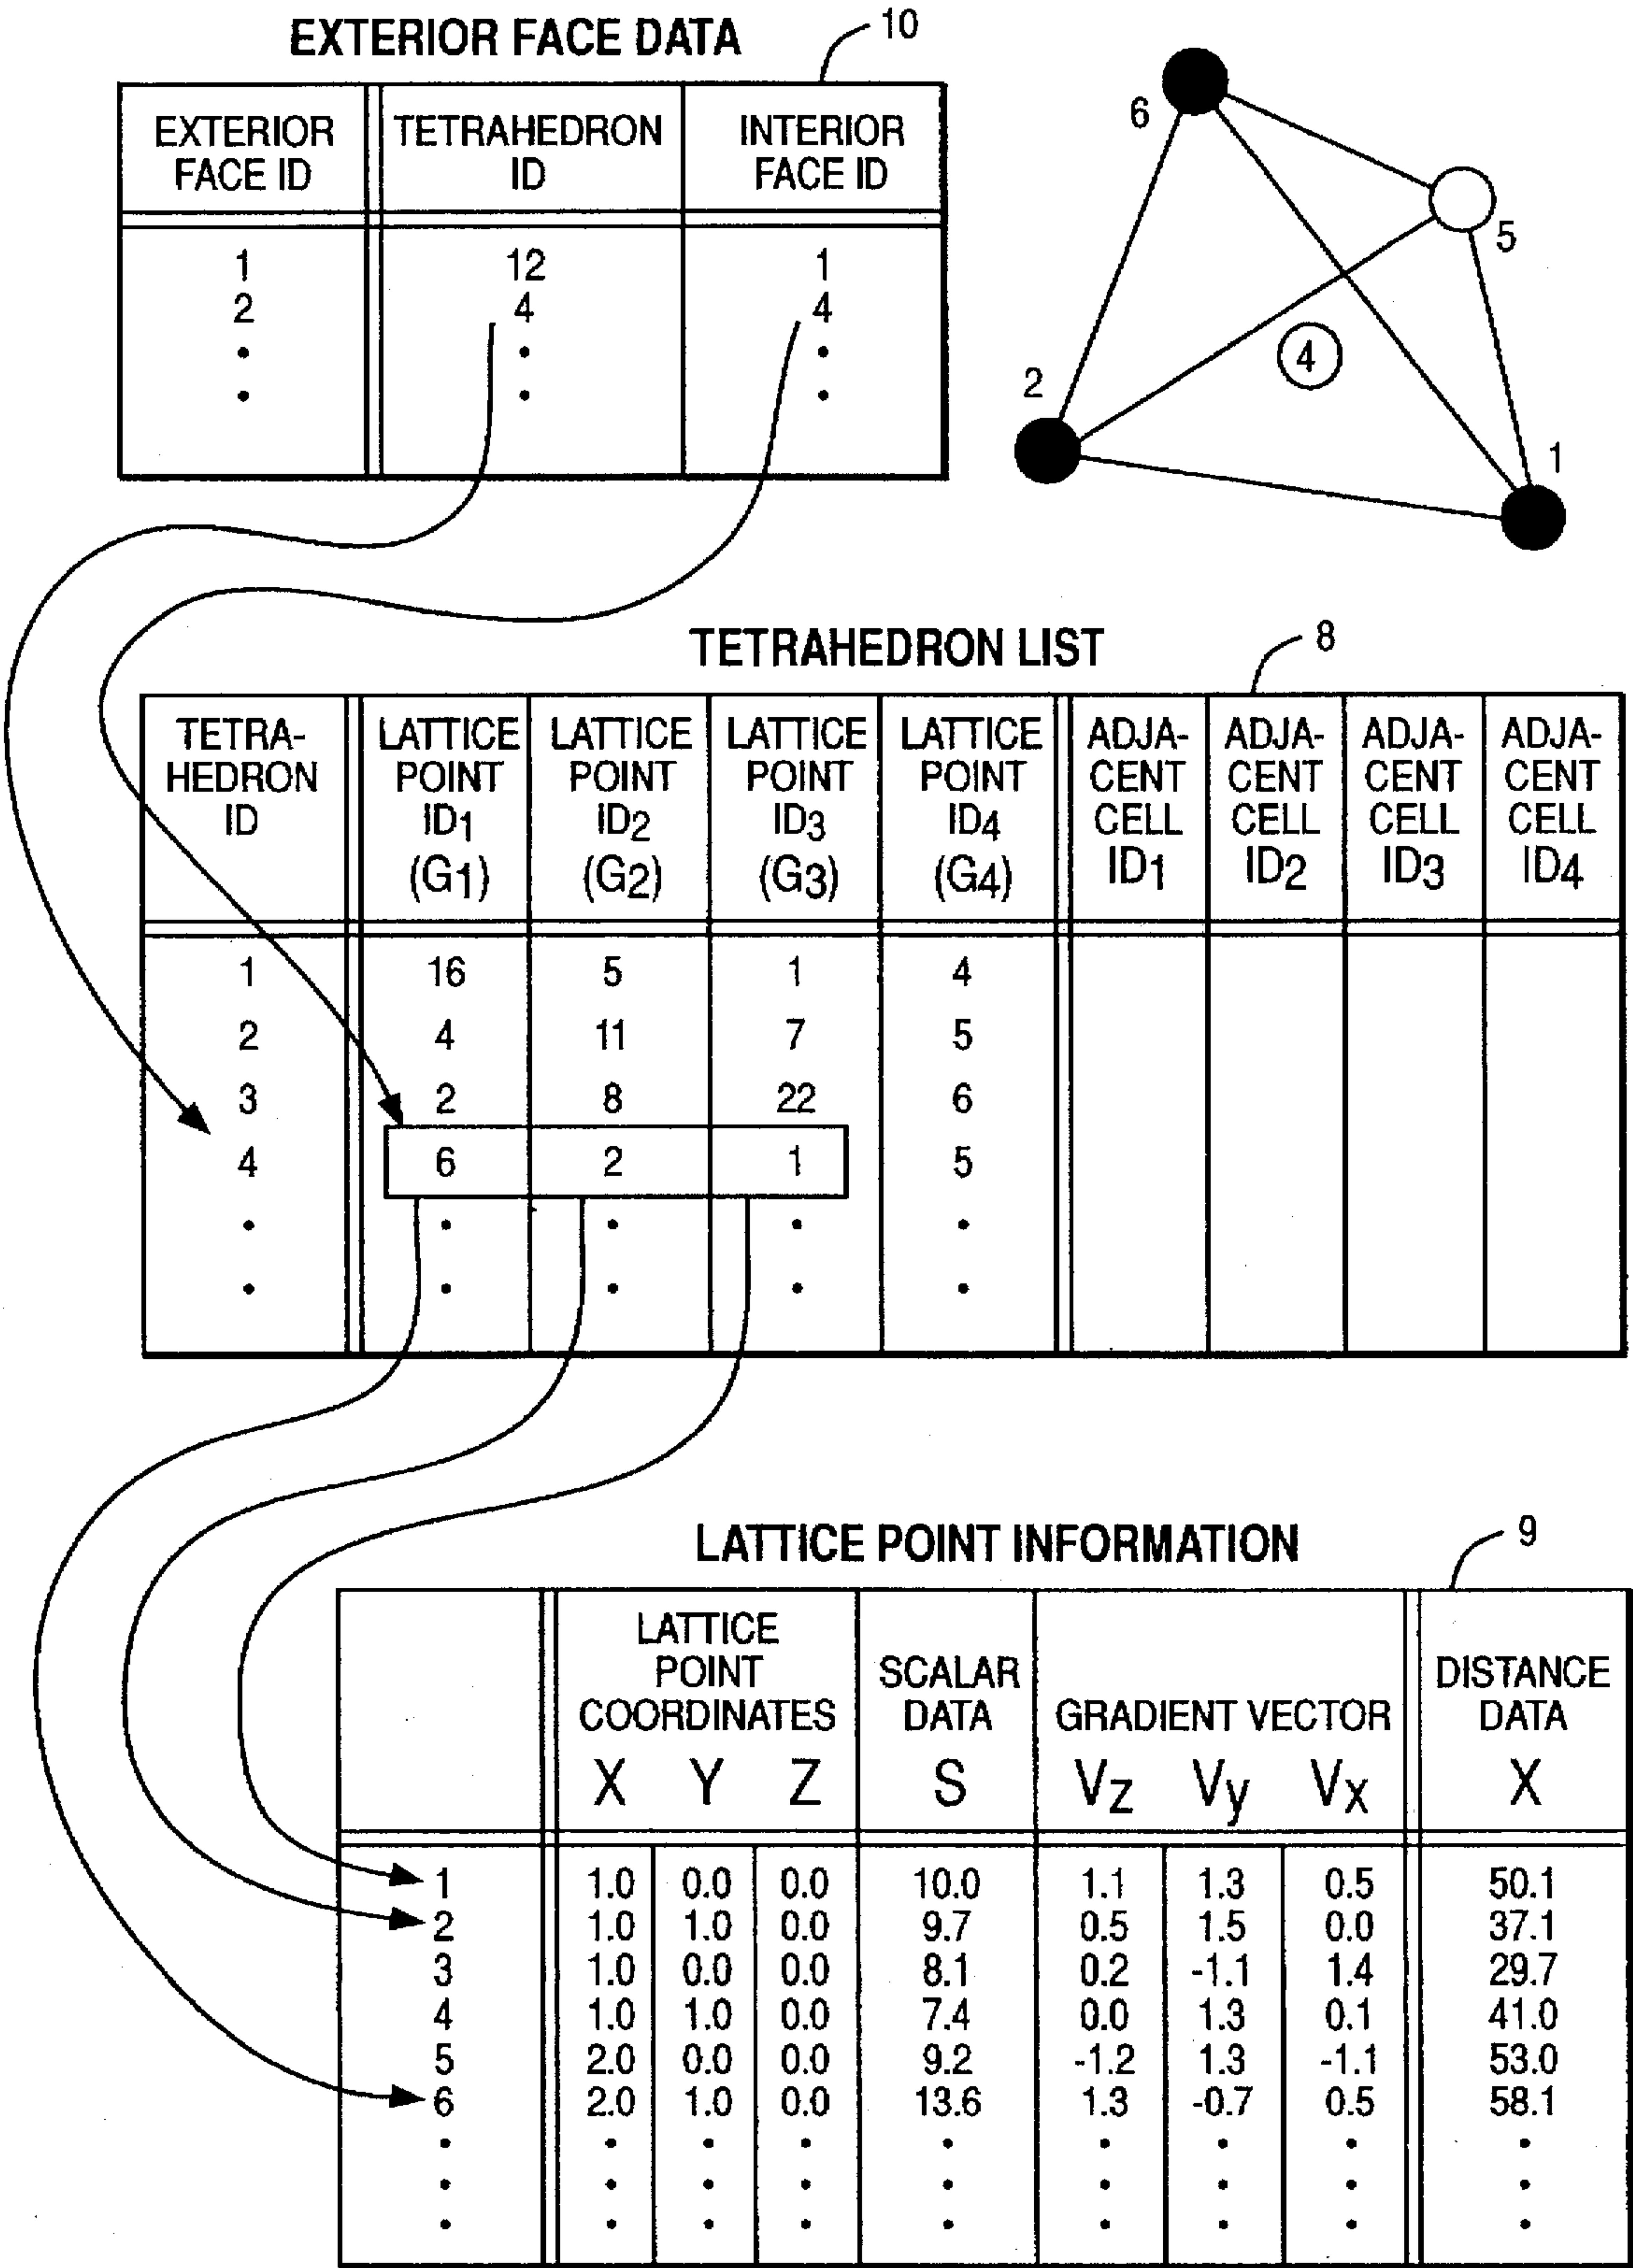 EXTERIOR FACE DATA
10
EXTERIOR FACE ID
TETRAHEDRON ID
INTERIOR FACE ID
1 12 1
2 4 4
6
5
4
2
1
TETRAHEDRON LIST
8
TETRA-HEDRON ID
LATTICE POINT ID1 (G1)
LATTICE POINT ID2 (G2)
LATTICE POINT ID3 (G3)
LATTICE POINT ID4 (G4)
ADJA-CENT CELL ID1
ADJA-CENT CELL ID2
ADJA-CENT CELL ID3
ADJA-CENT CELL ID4
1 16 5 1 4
2 4 11 7 5
3 2 8 22 6
4 6 2 1 5
LATTICE POINT INFORMATION
9
LATTICE POINT COORDINATES
SCALAR DATA
GRADIENT VECTOR
DISTANCE DATA
X Y Z S Vz Vy Vx X
1 1.0 0.0 0.0 10.0 1.1 1.3 0.5 50.1
2 1.0 1.0 0.0 9.7 0.5 1.5 0.0 37.1
3 1.0 0.0 0.0 8.1 0.2 -1.1 1.4 29.7
4 1.0 1.0 0.0 7.4 0.0 1.3 0.1 41.0
5 2.0 0.0 0.0 9.2 -1.2 1.3 -1.1 53.0
6 2.0 1.0 0.0 13.6 1.3 -0.7 0.5 58.1